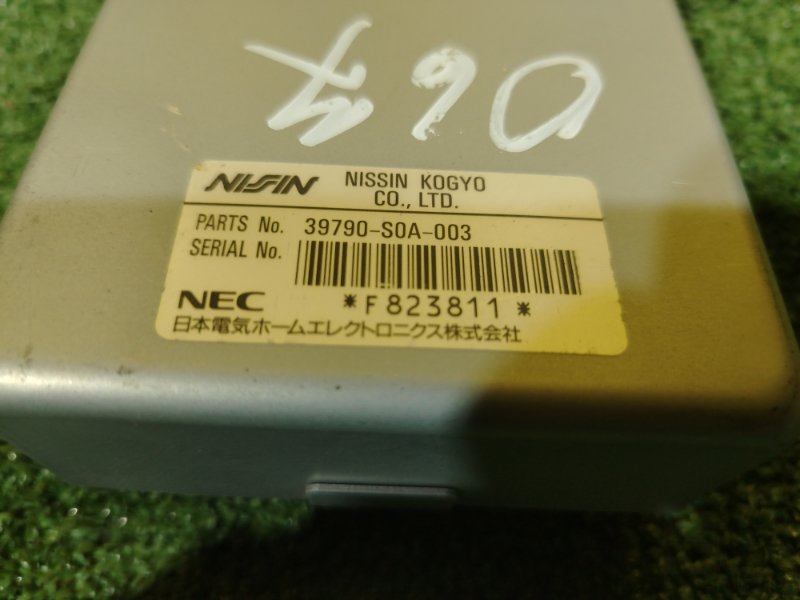 NISSIN NISSIN KOGYO
CO., LTD.
PARTS No. 39790-S0A-003
SERIAL No.
NEC *F823811*
日本電気ホームエレクトロニクス株式会社